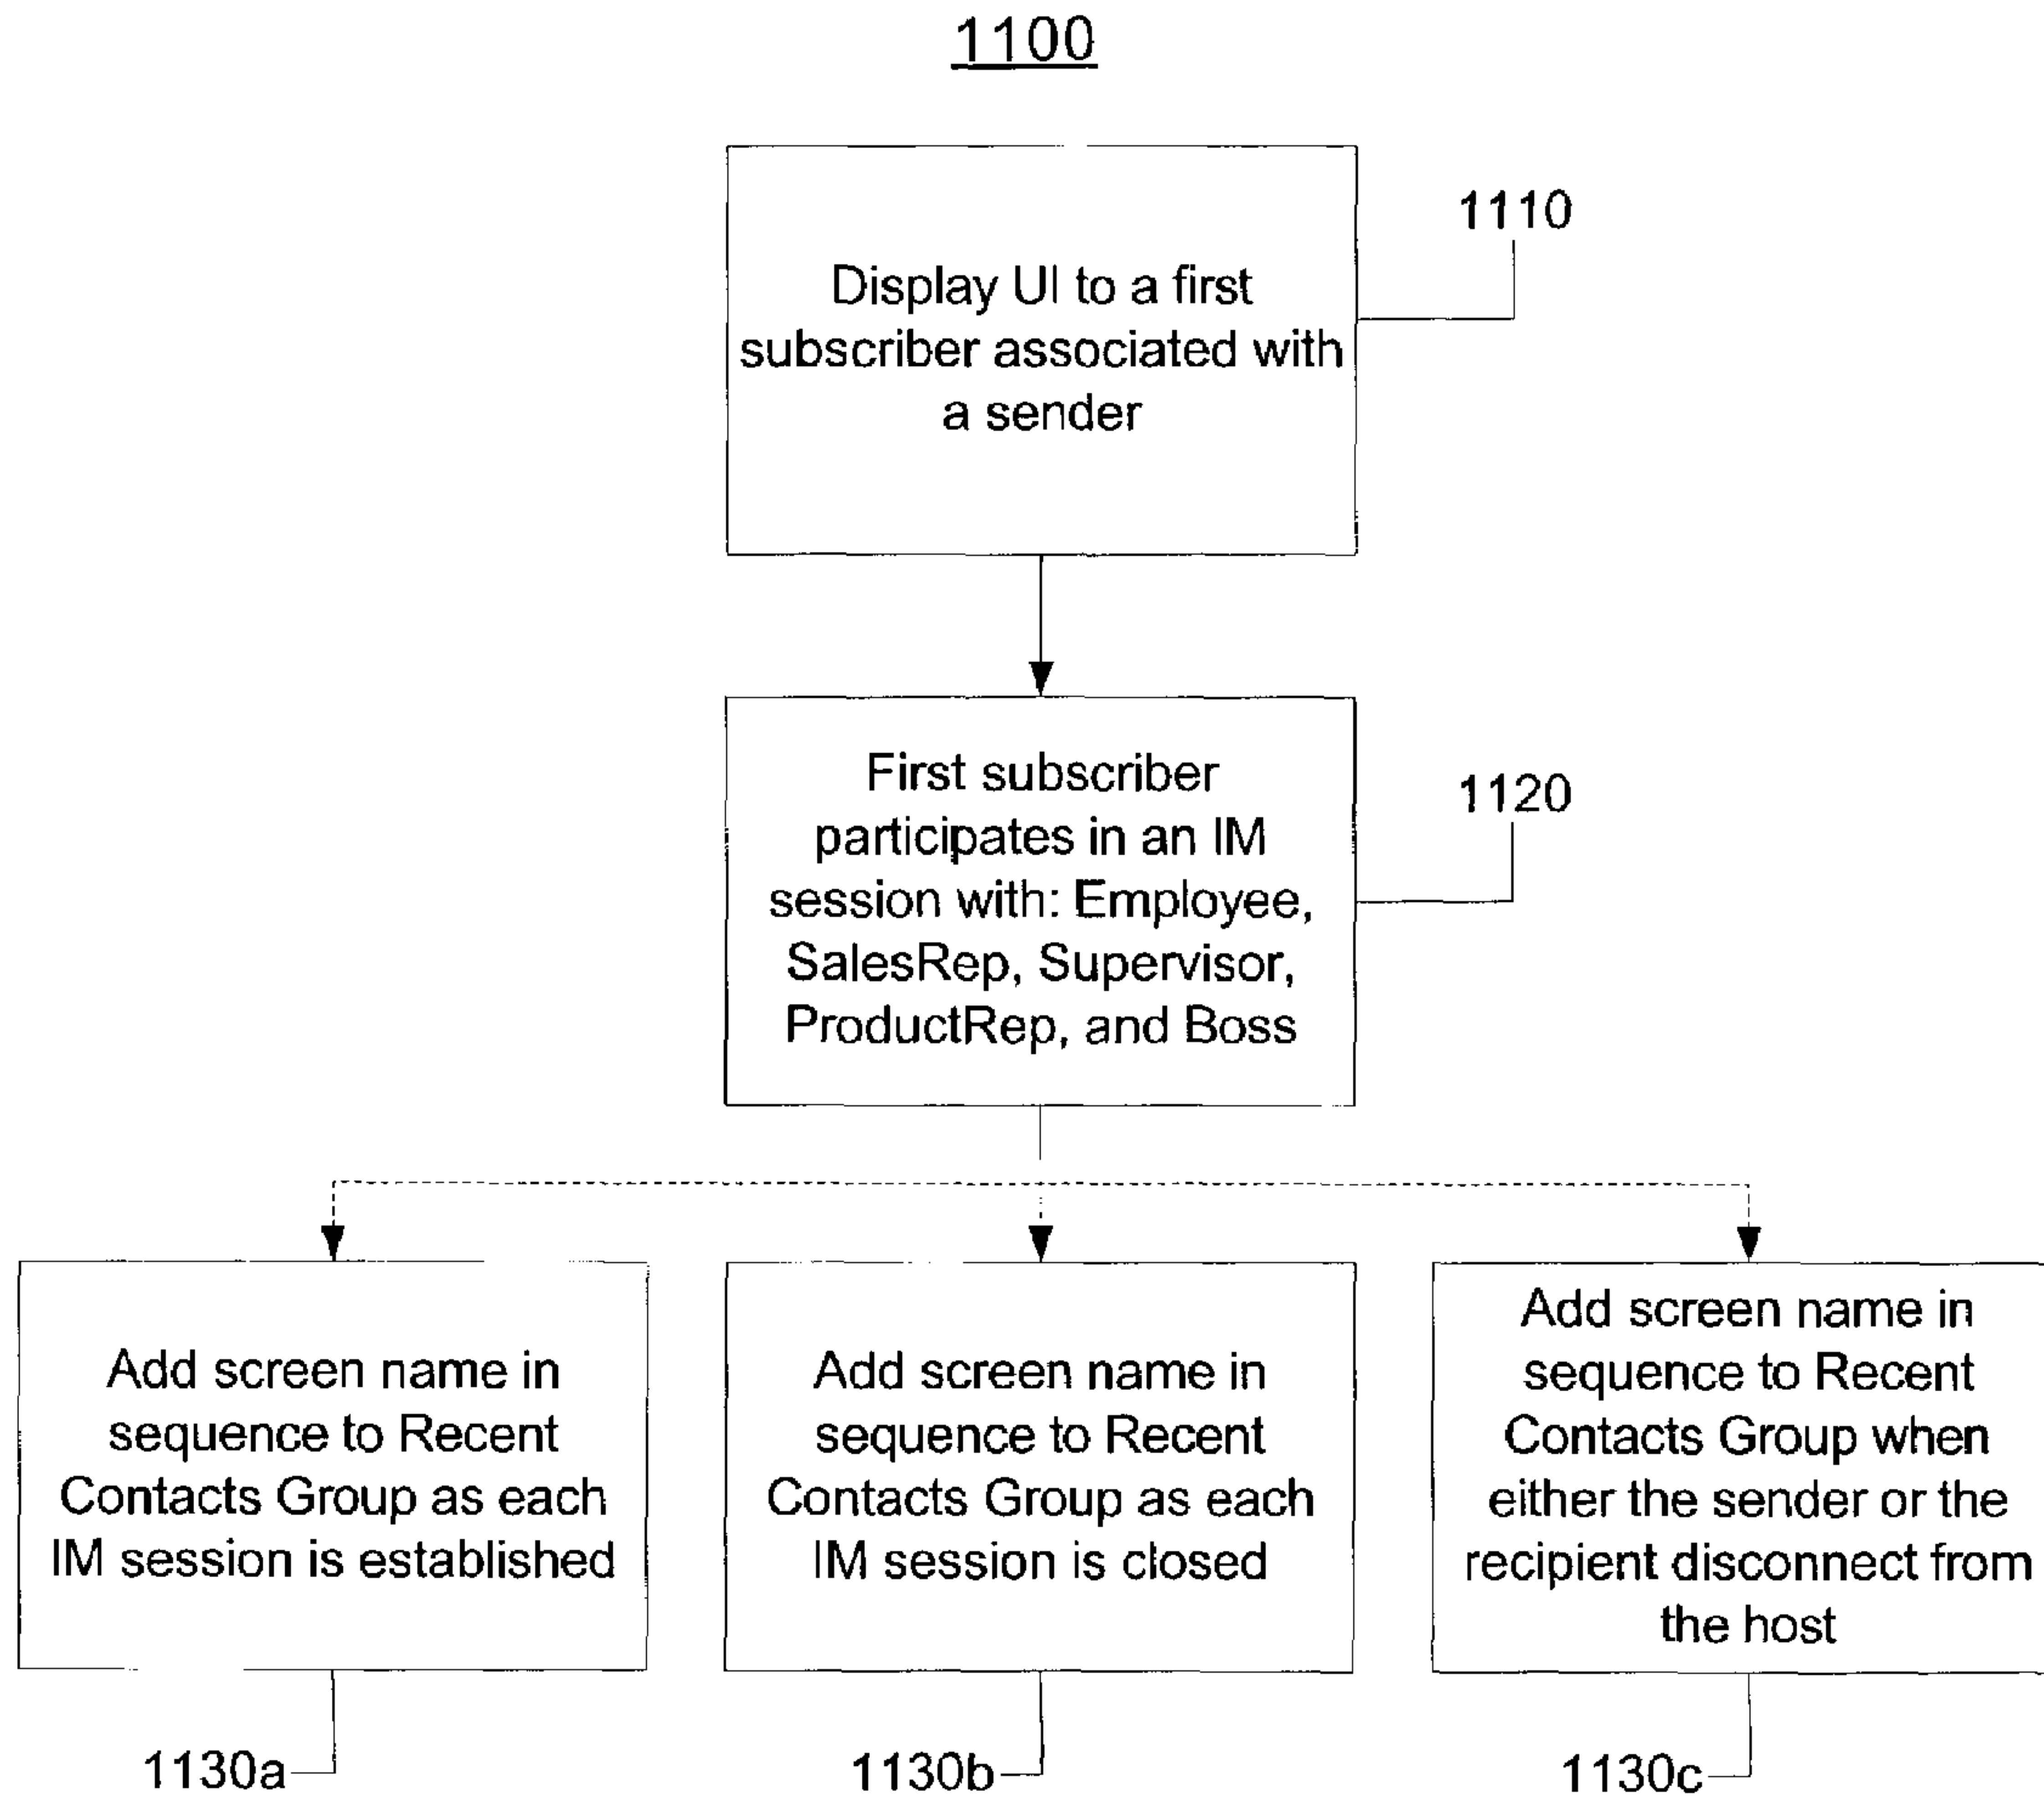 1100
Display UI to a first
subscriber associated with
a sender
1110
First subscriber
participates in an IM
session with: Employee,
SalesRep, Supervisor,
ProductRep, and Boss
1120
Add screen name in
sequence to Recent
Contacts Group as each
IM session is established
1130a
Add screen name in
sequence to Recent
Contacts Group as each
IM session is closed
1130b
Add screen name in
sequence to Recent
Contacts Group when
either the sender or the
recipient disconnect from
the host
1130c